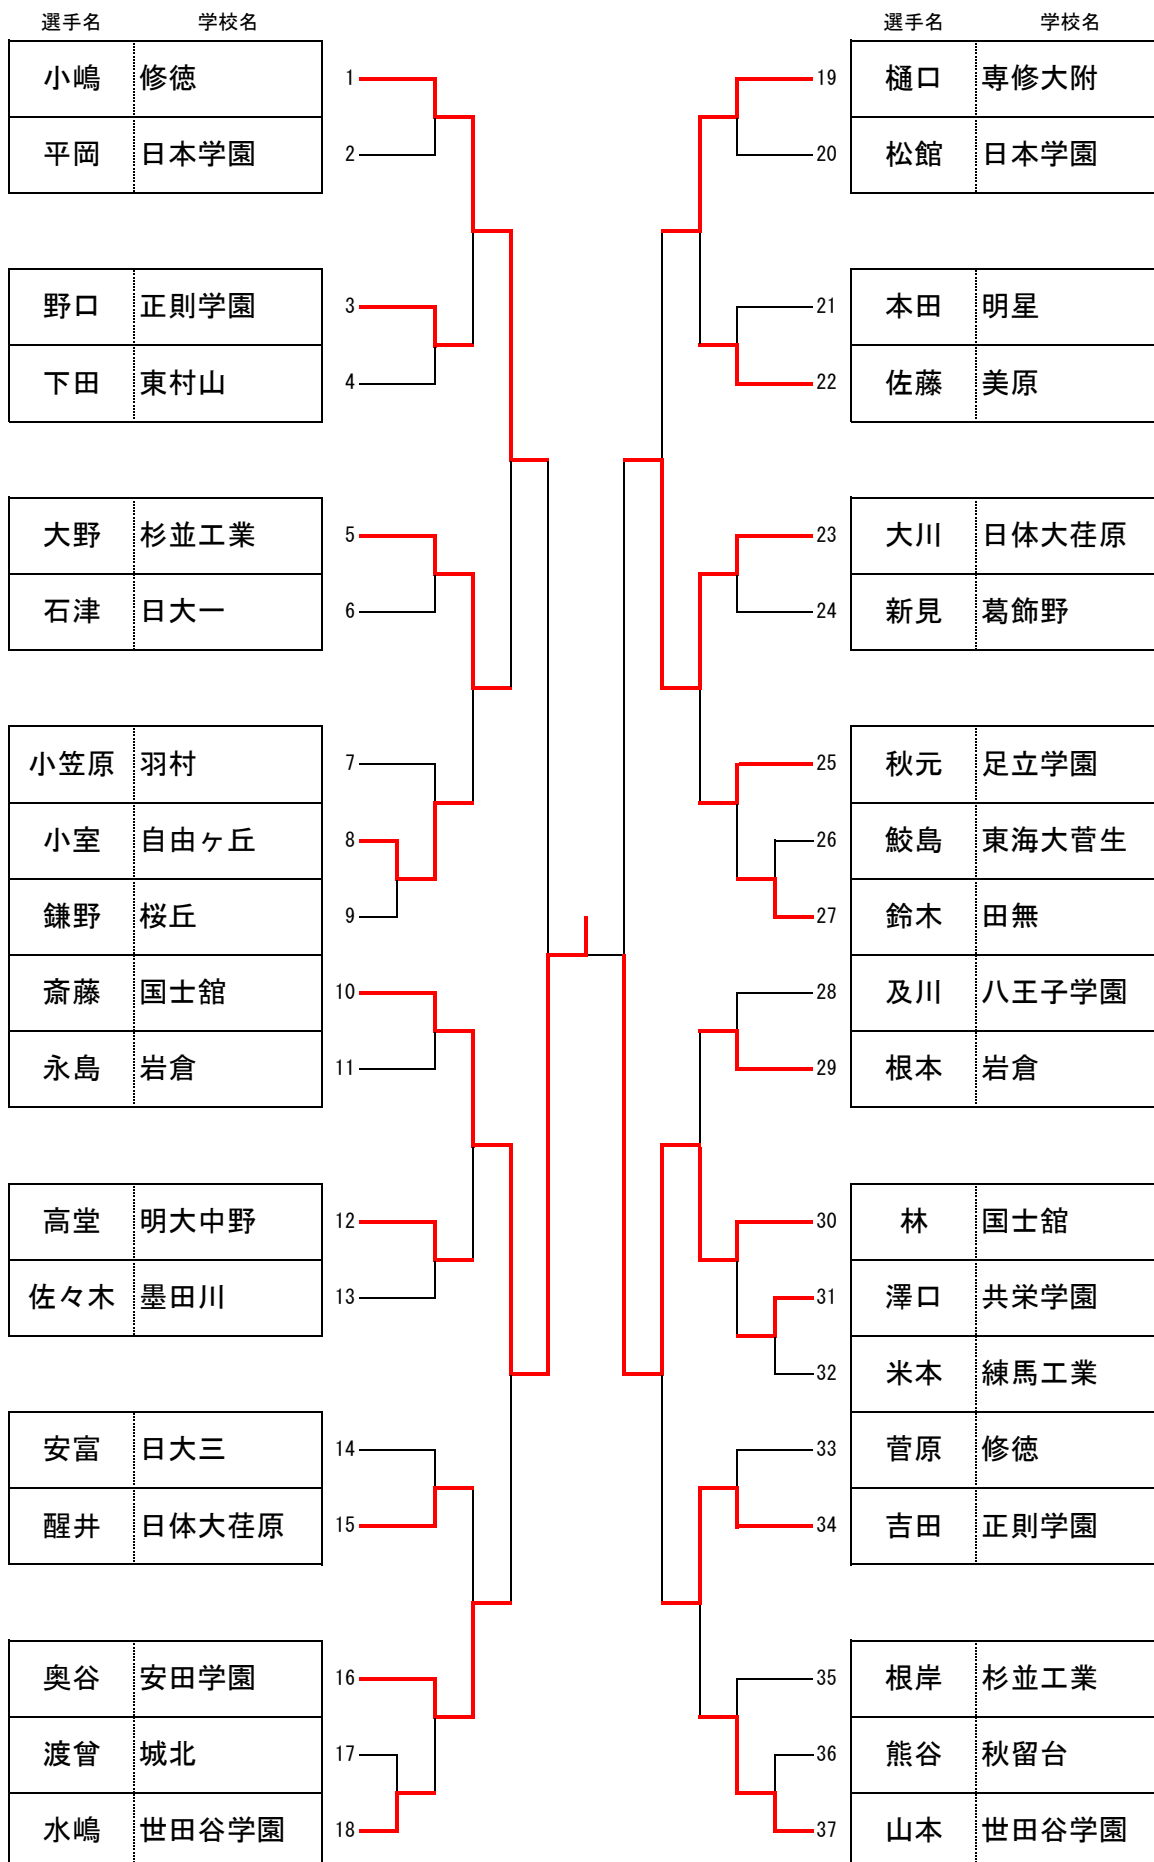 選手名 学校名
小嶋 修徳 1
平岡 日本学園 2
野口 正則学園 3
下田 東村山 4
大野 杉並工業 5
石津 日大一 6
小笠原 羽村 7
小室 自由ヶ丘 8
鎌野 桜丘 9
斎藤 国士舘 10
永島 岩倉 11
高堂 明大中野 12
佐々木 墨田川 13
安富 日大三 14
醒井 日体大荏原 15
奥谷 安田学園 16
渡曾 城北 17
水嶋 世田谷学園 18
選手名 学校名
19 樋口 専修大附
20 松館 日本学園
21 本田 明星
22 佐藤 美原
23 大川 日体大荏原
24 新見 葛飾野
25 秋元 足立学園
26 鮫島 東海大菅生
27 鈴木 田無
28 及川 八王子学園
29 根本 岩倉
30 林 国士舘
31 澤口 共栄学園
32 米本 練馬工業
33 菅原 修徳
34 吉田 正則学園
35 根岸 杉並工業
36 熊谷 秋留台
37 山本 世田谷学園